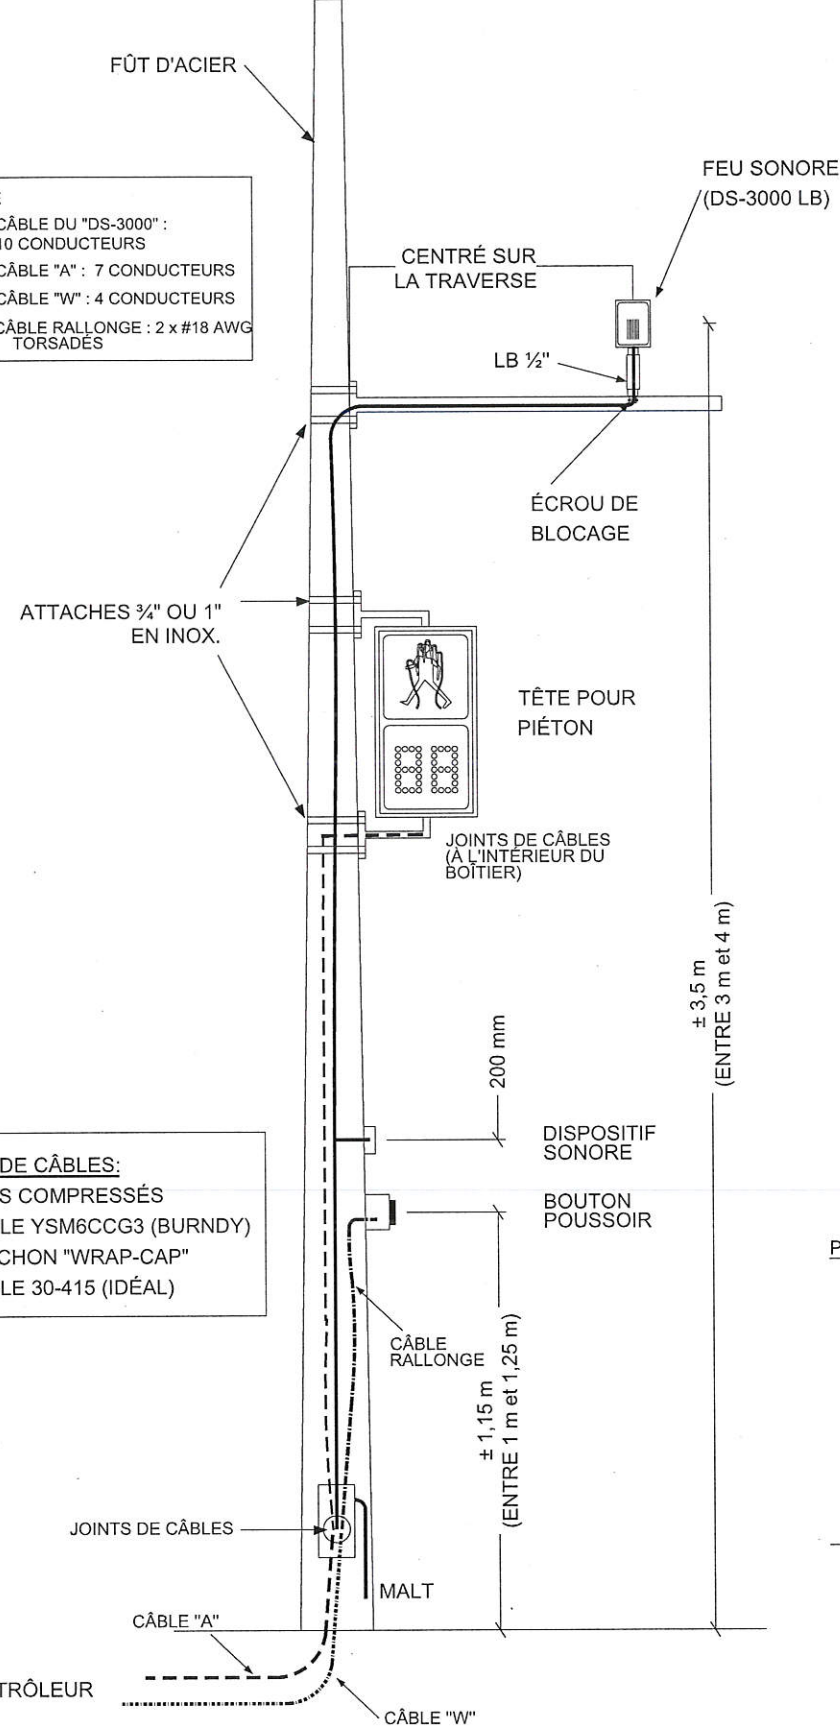 FÛT D'ACIER
FEU SONORE
(DS-3000 LB)
CÂBLE DU "DS-3000" :
10 CONDUCTEURS
CÂBLE "A" : 7 CONDUCTEURS
CÂBLE "W" : 4 CONDUCTEURS
CÂBLE RALLONGE : 2 x #18 AWG
TORSADÉS
CENTRÉ SUR
LA TRAVERSE
LB ½"
ÉCROU DE
BLOCAGE
ATTACHES ¾" OU 1"
EN INOX.
TÊTE POUR
PIÉTON
JOINTS DE CÂBLES
(À L'INTÉRIEUR DU
BOÎTIER)
± 3,5 m
(ENTRE 3 m et 4 m)
200 mm
DISPOSITIF
SONORE
DE CÂBLES:
S COMPRESSÉS
LE YSM6CCG3 (BURNDY)
CHON "WRAP-CAP"
LE 30-415 (IDÉAL)
BOUTON
POUSSOIR
P
CÂBLE
RALLONGE
± 1,15 m
(ENTRE 1 m et 1,25 m)
JOINTS DE CÂBLES
MALT
CÂBLE "A"
TRÔLEUR
CÂBLE "W"